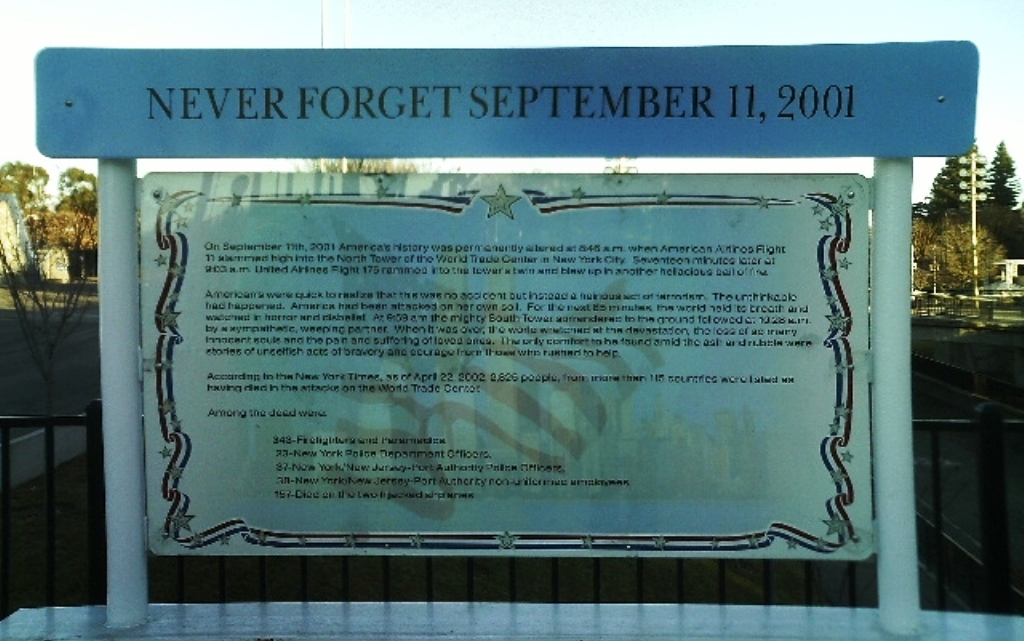 NEVER FORGET SEPTEMBER 11, 2001
On September 11th, 2001 America's history was permanently altered at 8:46 a.m. when American Airlines Flight
11 slammed high into the North Tower of the World Trade Center in New York City. Seventeen minutes later at
9:03 a.m. United Airlines Flight 175 rammed into the tower's twin and blew up in another hellacious ball of fire.
American's were quick to realize that this was no accident but instead a heinous act of terrorism. The unthinkable
had happened. America had been attacked on her own soil. For the next minutes, the world held its breath and
watched in horror and disbelief. At 9:59 am the mighty South Tower surrendered to the ground followed at 10:28 a.m.
by a sympathetic, weeping partner. When it was over, the world wretched at the devastation, the loss of so many
innocent souls and the pain and suffering of loved ones. The only comfort to be found amid the ash and rubble were
stories of unselfish acts of bravery and courage from those who rushed to help.
According to the New York Times, as of April 22, 2002, people, from more than 115 countries were listed as
having died in the attacks on the World Trade Center.
Among the dead were:
343-Firefighters and Paramedics
23-New York Police Department Officers,
37-New York/New Jersey-Port Authority Police Officers,
38-New York/New Jersey-Port Authority non-uniformed employees
157-Died on the two hijacked airplanes